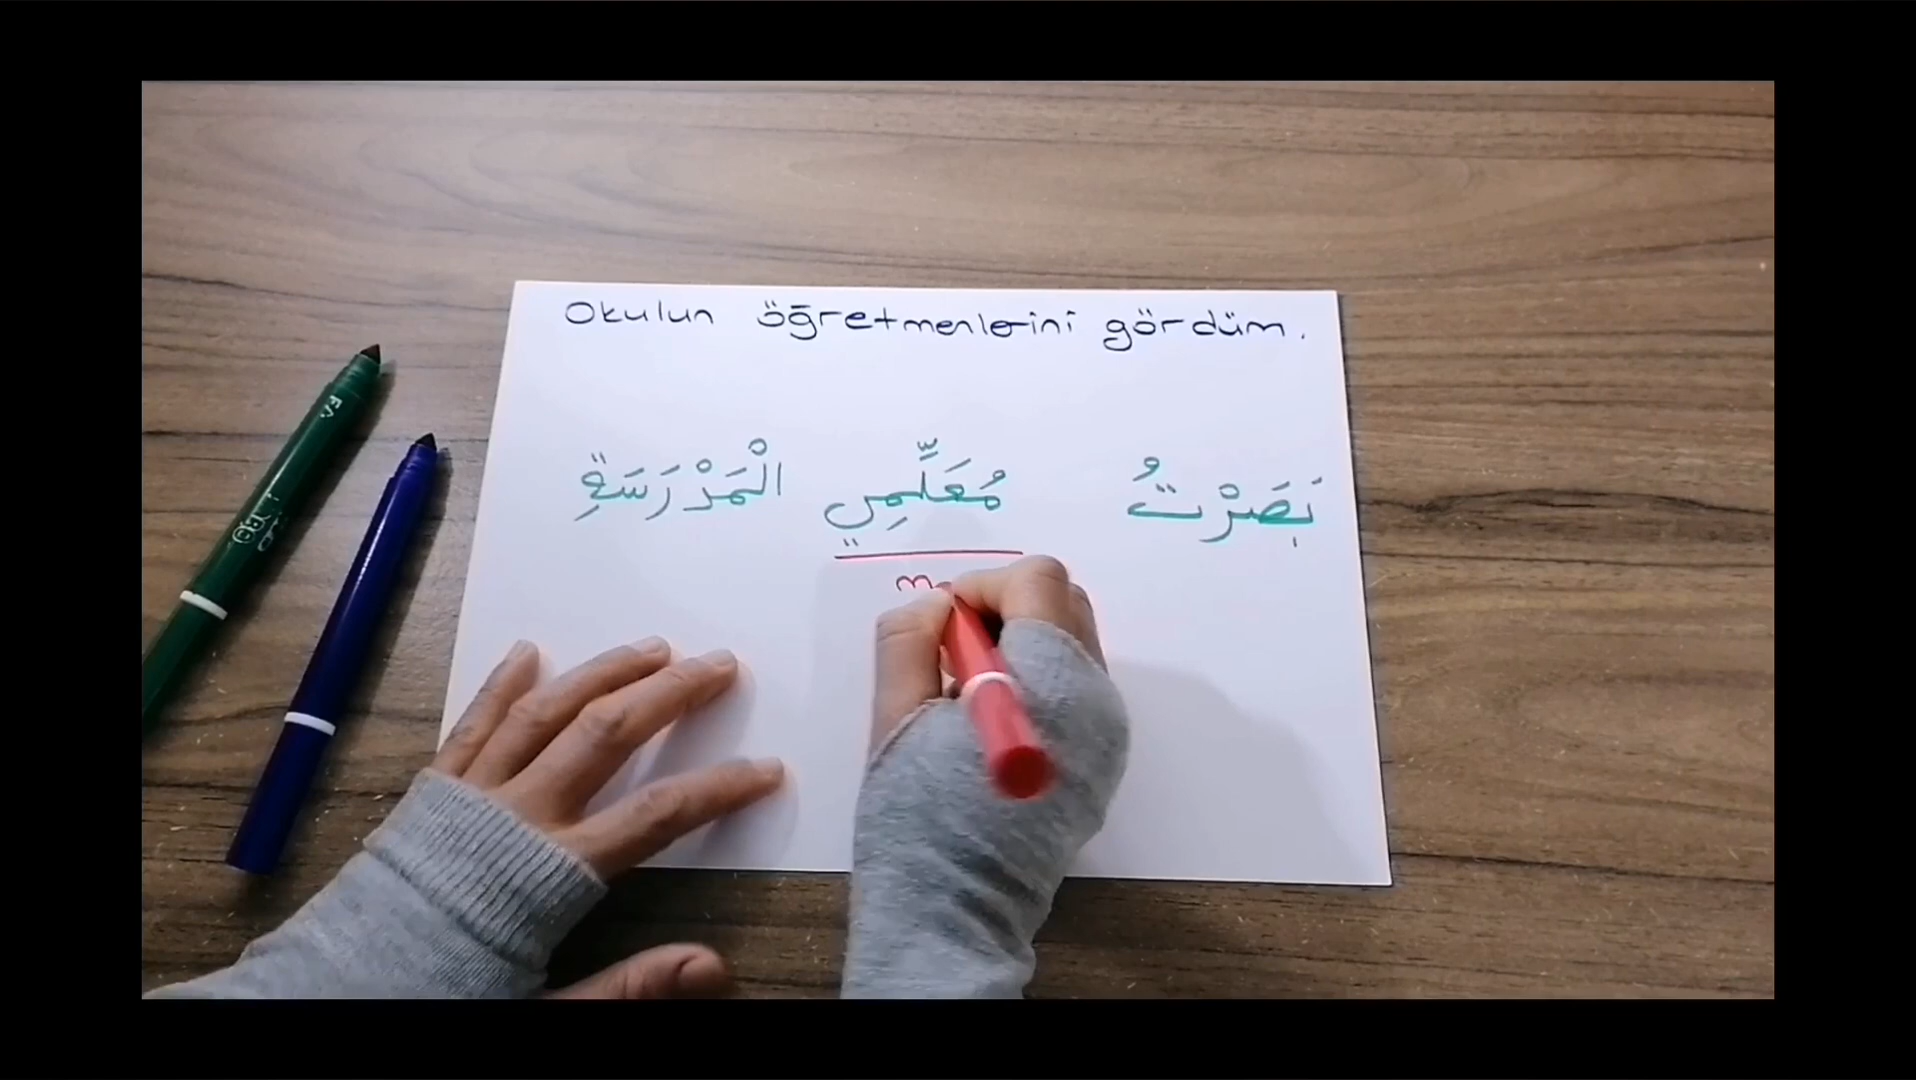 Okulun öğretmenlerini gördüm.
بَصَرْتُ مُعَلِّمِي الْمَدْرَسَةِ
m